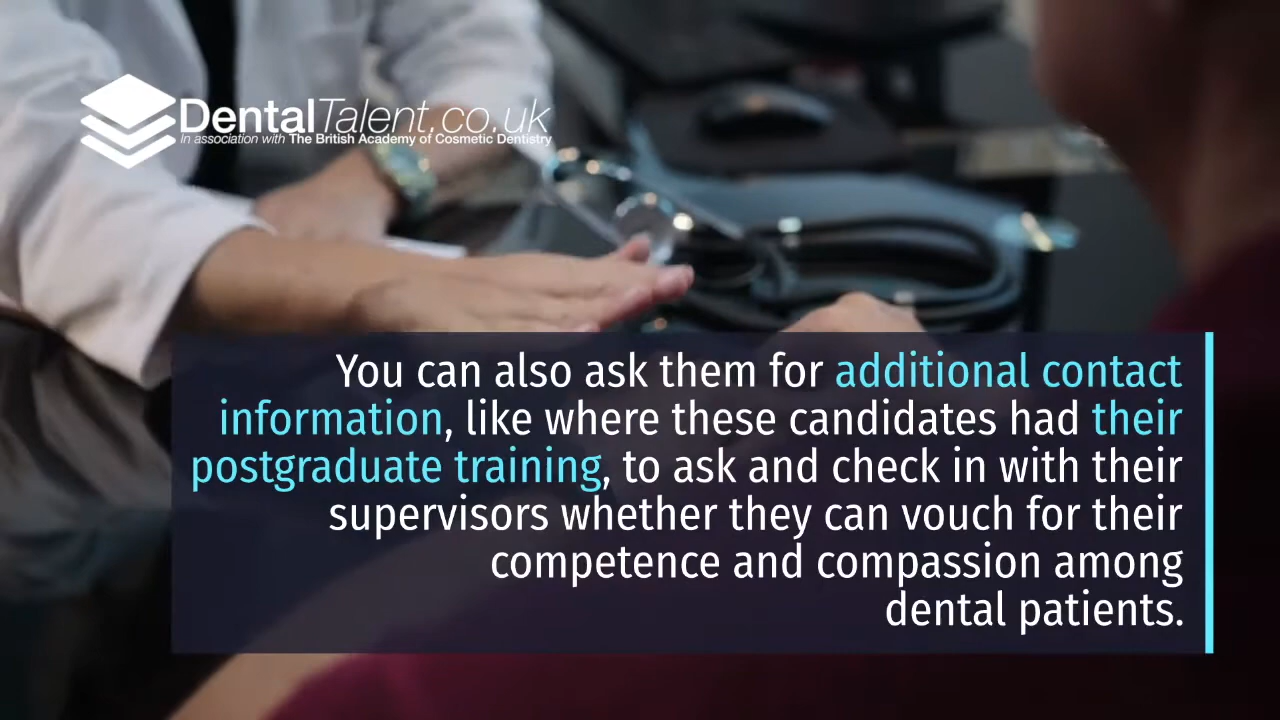 DentalTalent.co.uk
In association with The British Academy of Cosmetic Dentistry
You can also ask them for additional contact
information, like where these candidates had their
postgraduate training, to ask and check in with their
supervisors whether they can vouch for their
competence and compassion among
dental patients.